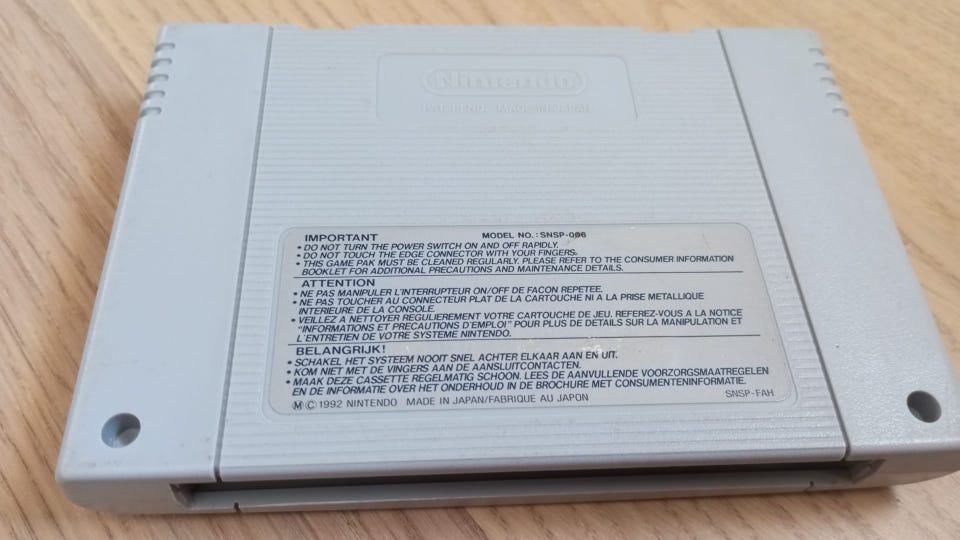 Nintendo
PAT. PEND. MADE IN JAPAN
IMPORTANT MODEL NO. : SNSP-006
• DO NOT TURN THE POWER SWITCH ON AND OFF RAPIDLY.
• DO NOT TOUCH THE EDGE CONNECTOR WITH YOUR FINGERS.
• THIS GAME PAK MUST BE CLEANED REGULARLY. PLEASE REFER TO THE CONSUMER INFORMATION
BOOKLET FOR ADDITIONAL PRECAUTIONS AND MAINTENANCE DETAILS.
ATTENTION
• NE PAS MANIPULER L'INTERRUPTEUR ON/OFF DE FACON REPETEE.
• NE PAS TOUCHER AU CONNECTEUR PLAT DE LA CARTOUCHE NI A LA PRISE METALLIQUE
INTERIEURE DE LA CONSOLE.
• VEILLEZ A NETTOYER REGULIEREMENT VOTRE CARTOUCHE DE JEU. REFEREZ-VOUS A LA NOTICE
"INFORMATIONS ET PRECAUTIONS D'EMPLOI" POUR PLUS DE DETAILS SUR LA MANIPULATION ET
L'ENTRETIEN DE VOTRE SYSTEME NINTENDO.
BELANGRIJK!
• SCHAKEL HET SYSTEEM NOOIT SNEL ACHTER ELKAAR AAN EN UIT.
• KOM NIET MET DE VINGERS AAN DE AANSLUITCONTACTEN.
• MAAK DEZE CASSETTE REGELMATIG SCHOON. LEES DE AANVULLENDE VOORZORGSMAATREGELEN
EN DE INFORMATIE OVER HET ONDERHOUD IN DE BROCHURE MET CONSUMENTENINFORMATIE.
Ⓜ © 1992 NINTENDO MADE IN JAPAN/FABRIQUE AU JAPON SNSP-FAH